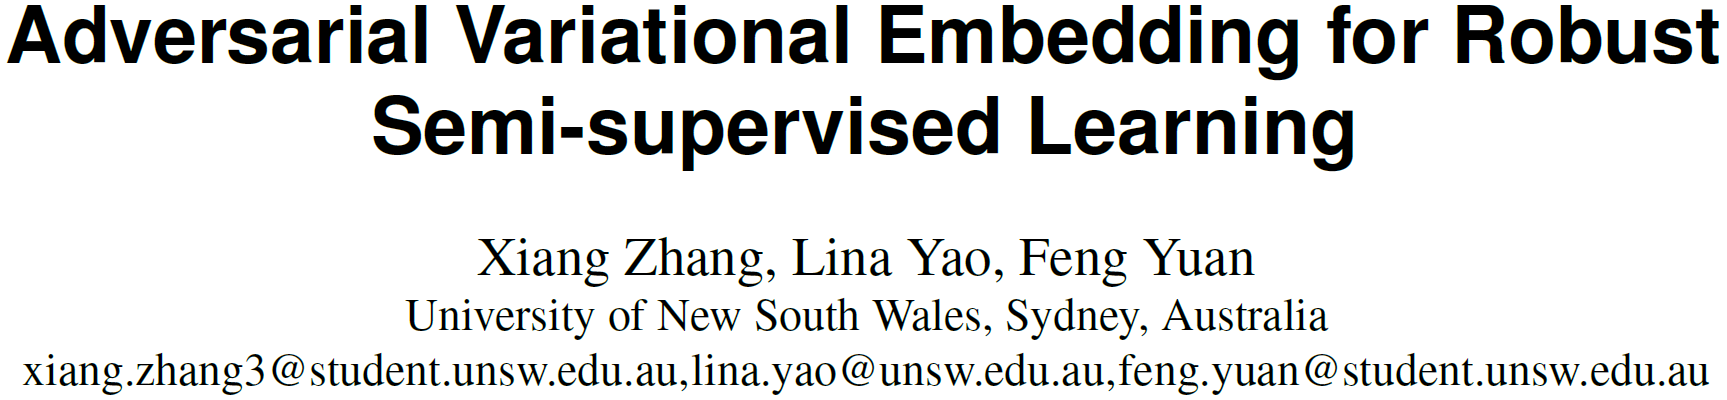 Adversarial Variational Embedding for Robust
Semi-supervised Learning
Xiang Zhang, Lina Yao, Feng Yuan
University of New South Wales, Sydney, Australia
xiang.zhang3@student.unsw.edu.au,lina.yao@unsw.edu.au,feng.yuan@student.unsw.edu.au